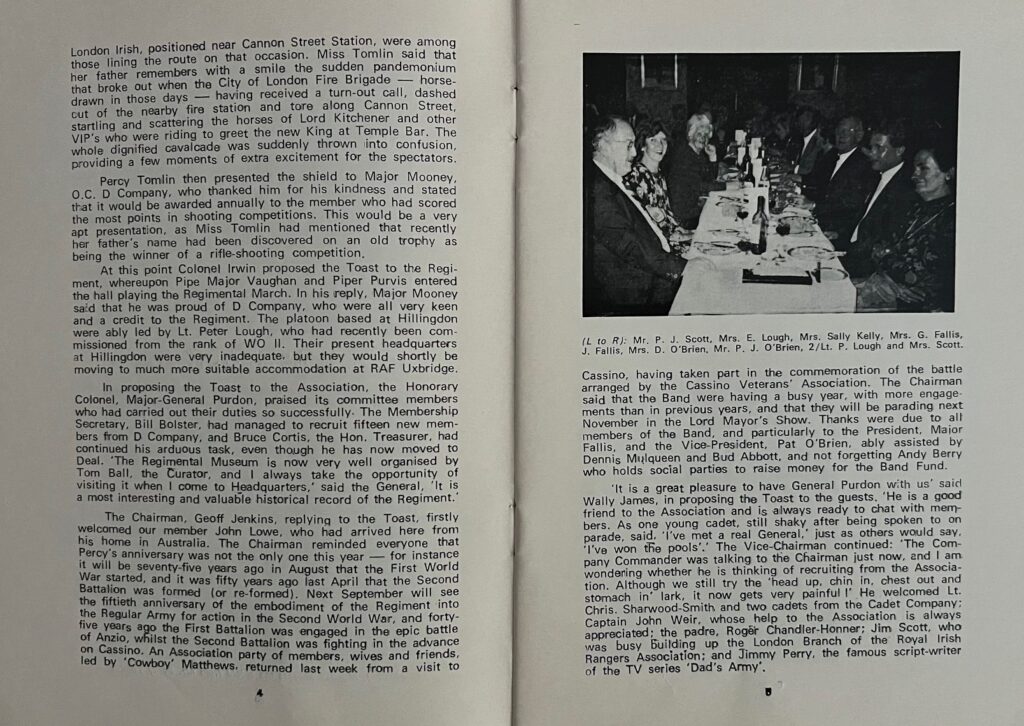 London Irish, positioned near Cannon Street Station, were among
those lining the route on that occasion. Miss Tomlin said that
her father remembers with a smile the sudden pandemonium
that broke out when the City of London Fire Brigade — horse-
drawn in those days — having received a turn-out call, dashed
cut of the nearby fire station and tore along Cannon Street,
startling and scattering the horses of Lord Kitchener and other
VIP's who were riding to greet the new King at Temple Bar. The
whole dignified cavalcade was suddenly thrown into confusion,
providing a few moments of extra excitement for the spectators.
Percy Tomlin then presented the shield to Major Mooney,
O.C. D Company, who thanked him for his kindness and stated
that it would be awarded annually to the member who had scored
the most points in shooting competitions. This would be a very
apt presentation, as Miss Tomlin had mentioned that recently
her father's name had been discovered on an old trophy as
being the winner of a rifle-shooting competition.
At this point Colonel Irwin proposed the Toast to the Regi-
ment, whereupon Pipe Major Vaughan and Piper Purvis entered
the hall playing the Regimental March. In his reply, Major Mooney
said that he was proud of D Company, who were all very keen
and a credit to the Regiment. The platoon based at Hillingdon
were ably led by Lt. Peter Lough, who had recently been com-
missioned from the rank of WO II. Their present headquarters
at Hillingdon were very inadequate, but they would shortly be
moving to much more suitable accommodation at RAF Uxbridge.
In proposing the Toast to the Association, the Honorary
Colonel, Major-General Purdon, praised its committee members
who had carried out their duties so successfully. The Membership
Secretary, Bill Bolster, had managed to recruit fifteen new mem-
bers from D Company, and Bruce Cortis, the Hon. Treasurer, had
continued his arduous task, even though he has now moved to
Deal. 'The Regimental Museum is now very well organised by
Tom Ball, the Curator, and I always take the opportunity of
visiting it when I come to Headquarters,' said the General, 'It is
a most interesting and valuable historical record of the Regiment.'
The Chairman, Geoff Jenkins, replying to the Toast, firstly
welcomed our member John Lowe, who had arrived here from
his home in Australia. The Chairman reminded everyone that
Percy's anniversary was not the only one this year — for instance
it will be seventy-five years ago in August that the First World
War started, and it was fifty years ago last April that the Second
Battalion was formed (or re-formed). Next September will see
the fiftieth anniversary of the embodiment of the Regiment into
the Regular Army for action in the Second World War, and forty-
five years ago the First Battalion was engaged in the epic battle
of Anzio, whilst the Second Battalion was fighting in the advance
on Cassino. An Association party of members, wives and friends,
led by 'Cowboy' Matthews, returned last week from a visit to
4
(L to R): Mr. P. J. Scott, Mrs. E. Lough, Mrs. Sally Kelly, Mrs. G. Fallis,
J. Fallis, Mrs. D. O'Brien, Mr. P. J. O'Brien, 2/Lt. P. Lough and Mrs. Scott.
Cassino, having taken part in the commemoration of the battle
arranged by the Cassino Veterans' Association. The Chairman
said that the Band were having a busy year, with more engage-
ments than in previous years, and that they will be parading next
November in the Lord Mayor's Show. Thanks were due to all
members of the Band, and particularly to the President, Major
Fallis, and the Vice-President, Pat O'Brien, ably assisted by
Dennis Mulqueen and Bud Abbott, and not forgetting Andy Berry
who holds social parties to raise money for the Band Fund.
'It is a great pleasure to have General Purdon with us' said
Wally James, in proposing the Toast to the guests, 'He is a good
friend to the Association and is always ready to chat with mem-
bers. As one young cadet, still shaky after being spoken to on
parade, said, 'I've met a real General,' just as others would say,
'I've won the pools'.' The Vice-Chairman continued: 'The Com-
pany Commander was talking to the Chairman just now, and I am
wondering whether he is thinking of recruiting from the Associa-
tion. Although we still try the 'head up, chin in, chest out and
stomach in' lark, it now gets very painful!' He welcomed Lt.
Chris. Sharwood-Smith and two cadets from the Cadet Company;
Captain John Weir, whose help to the Association is always
appreciated; the padre, Roger Chandler-Honner; Jim Scott, who
was busy building up the London Branch of the Royal Irish
Rangers Association; and Jimmy Perry, the famous script-writer
of the TV series 'Dad's Army'.
5